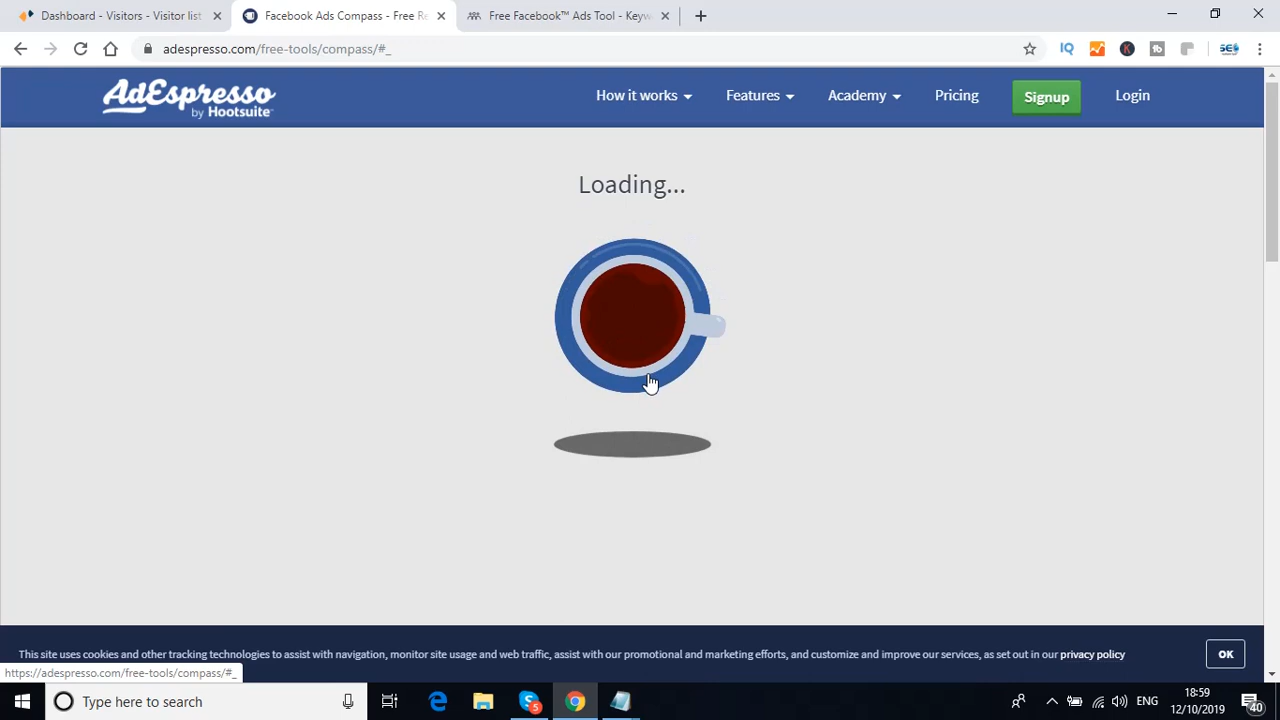 Dashboard - Visitors - Visitor list
Facebook Ads Compass - Free Re
Free Facebook™ Ads Tool - Keyw
adespresso.com/free-tools/compass/#_
AdEspresso
by Hootsuite™
How it works
Features
Academy
Pricing
Signup
Login
Loading...
This site uses cookies and other tracking technologies to assist with navigation, monitor site usage and web traffic, assist with our promotional and marketing efforts, and customize and improve our services, as set out in our privacy policy
OK
https://adespresso.com/free-tools/compass/#_
Type here to search
ENG
18:59
12/10/2019
40